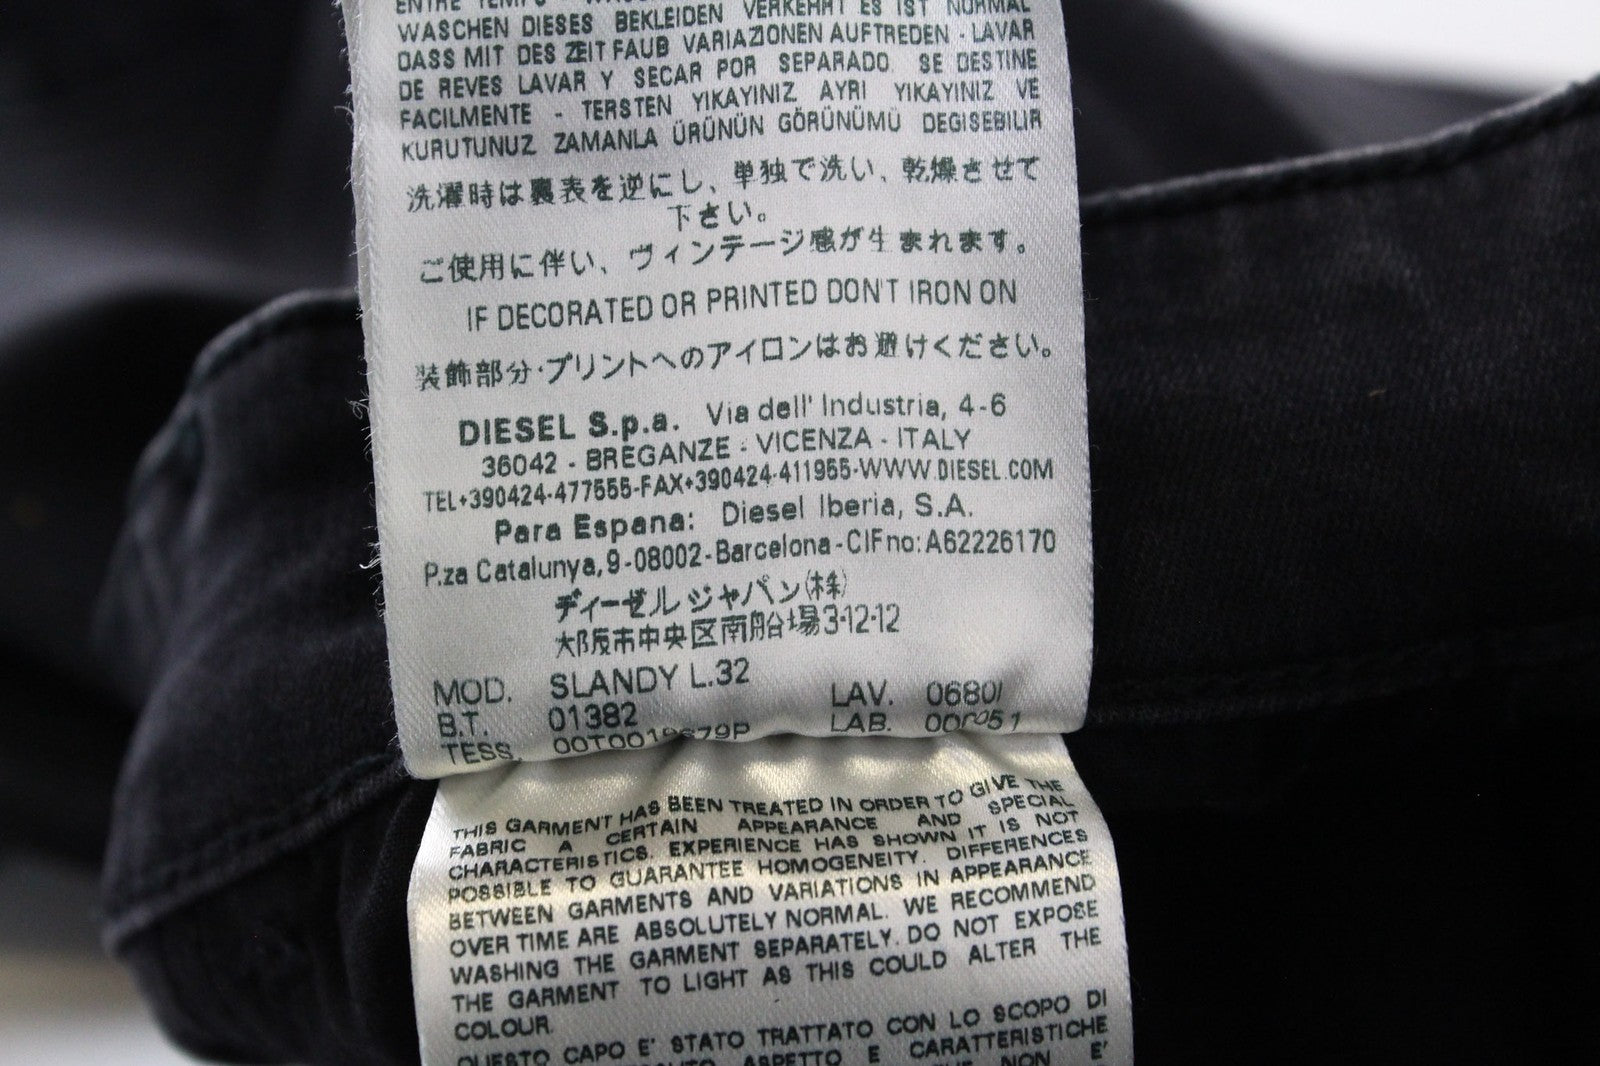 WASCHEN DIESES BEKLEIDEN VERKEHRT ES IST NORMAL
DASS MIT DES ZEIT FAUB VARIAZIONEN AUFTREDEN - LAVAR
DE REVES LAVAR Y SECAR POR SEPARADO. SE DESTINE
FACILMENTE - TERSTEN YIKAYINIZ AYRI YIKAYINIZ VE
KURUTUNUZ ZAMANLA ÜRÜNÜN GÖRÜNÜMÜ DEGISEBILIR
洗濯時は裏表を逆にし、単独で洗い、乾燥させて
下さい。
ご使用に伴い、ヴィンテージ感が生まれます。
IF DECORATED OR PRINTED DON'T IRON ON
装飾部分・プリントへのアイロンはお避けください。
DIESEL S.p.a. Via dell' Industria, 4-6
36042 - BREGANZE - VICENZA - ITALY
TEL+390424-477555-FAX+390424-411955-WWW.DIESEL.COM
Para Espana: Diesel Iberia, S.A.
P.za Catalunya, 9-08002-Barcelona-CIFno: A62226170
ディーゼル ジャパン(株)
大阪市中央区南船場3-12-12
MOD. SLANDY L.32 LAV. 0680
B.T. 01382 LAB.
TESS.
THIS GARMENT HAS BEEN TREATED IN ORDER TO GIVE THE
FABRIC A CERTAIN APPEARANCE AND SPECIAL
CHARACTERISTICS. EXPERIENCE HAS SHOWN IT IS NOT
POSSIBLE TO GUARANTEE HOMOGENEITY. DIFFERENCES
BETWEEN GARMENTS AND VARIATIONS IN APPEARANCE
OVER TIME ARE ABSOLUTELY NORMAL. WE RECOMMEND
WASHING THE GARMENT SEPARATELY. DO NOT EXPOSE
THE GARMENT TO LIGHT AS THIS COULD ALTER THE
COLOUR.
QUESTO CAPO E' STATO TRATTATO CON LO SCOPO DI
ASPETTO E CARATTERISTICHE
NON E'